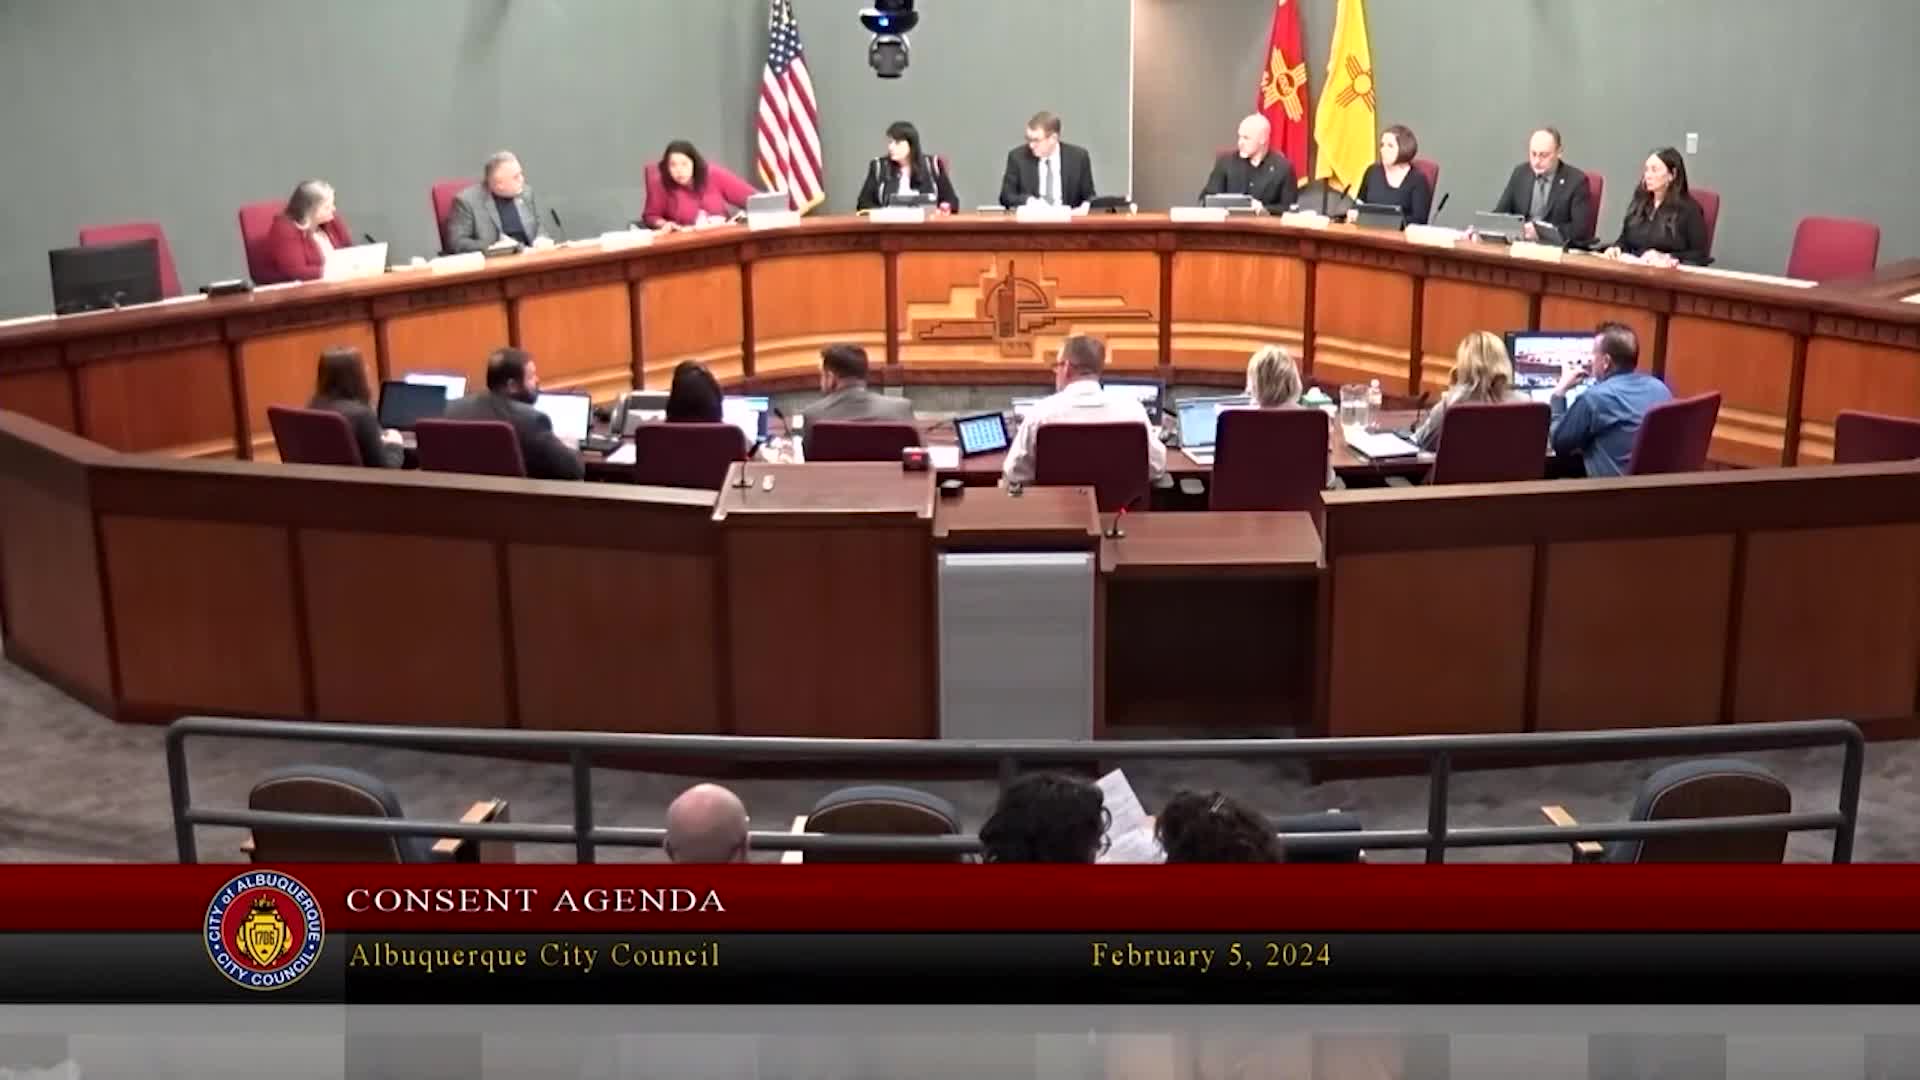 CONSENT AGENDA
Albuquerque City Council
February 5, 2024
CITY of ALBUQUERQUE
1706
CITY COUNCIL